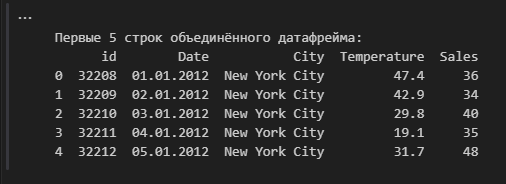 ...
Первые 5 строк объединённого датафрейма:
id Date City Temperature Sales
0 32208 01.01.2012 New York City 47.4 36
1 32209 02.01.2012 New York City 42.9 34
2 32210 03.01.2012 New York City 29.8 40
3 32211 04.01.2012 New York City 19.1 35
4 32212 05.01.2012 New York City 31.7 48